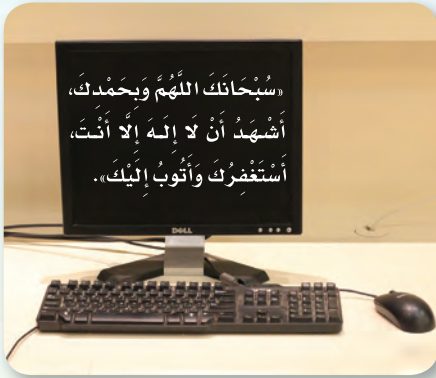 «سُبْحَانَكَ اللَّهُمَّ وَبِحَمْدِكَ،
أَشْهَدُ أَنْ لَا إِلَهَ إِلَّا أَنْتَ،
أَسْتَغْفِرُكَ وَأَتُوبُ إِلَيْكَ».
DELL